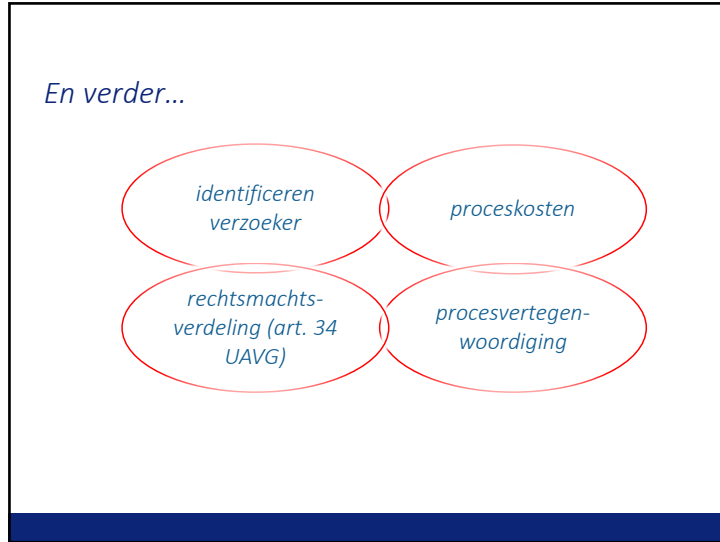 En verder...
identificeren
verzoeker
proceskosten
rechtsmachts-
verdeling (art. 34
UAVG)
procesvertegen-
woordiging